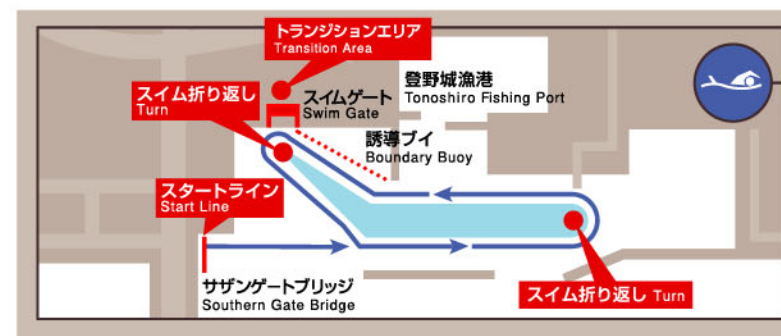 トランジションエリア
Transition Area
スイム折り返し
Turn
スイムゲート
Swim Gate
登野城漁港
Tonoshiro Fishing Port
誘導ブイ
Boundary Buoy
スタートライン
Start Line
サザンゲートブリッジ
Southern Gate Bridge
スイム折り返し Turn